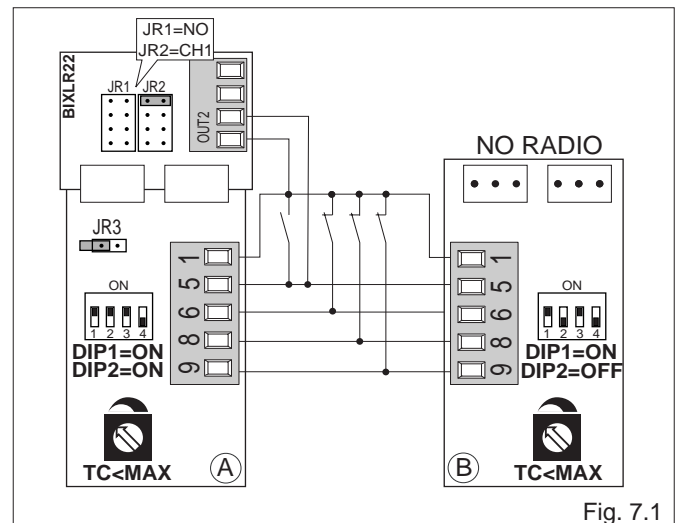 JR1=NO
JR2=CH1
BIXLR22
JR1 JR2
OUT2
NO RADIO
JR3
1
5
6
8
9
ON
1 2 3 4
DIP1=ON
DIP2=ON
TC<MAX
A
1
5
6
8
9
ON
1 2 3 4
DIP1=ON
DIP2=OFF
B
TC<MAX
Fig. 7.1